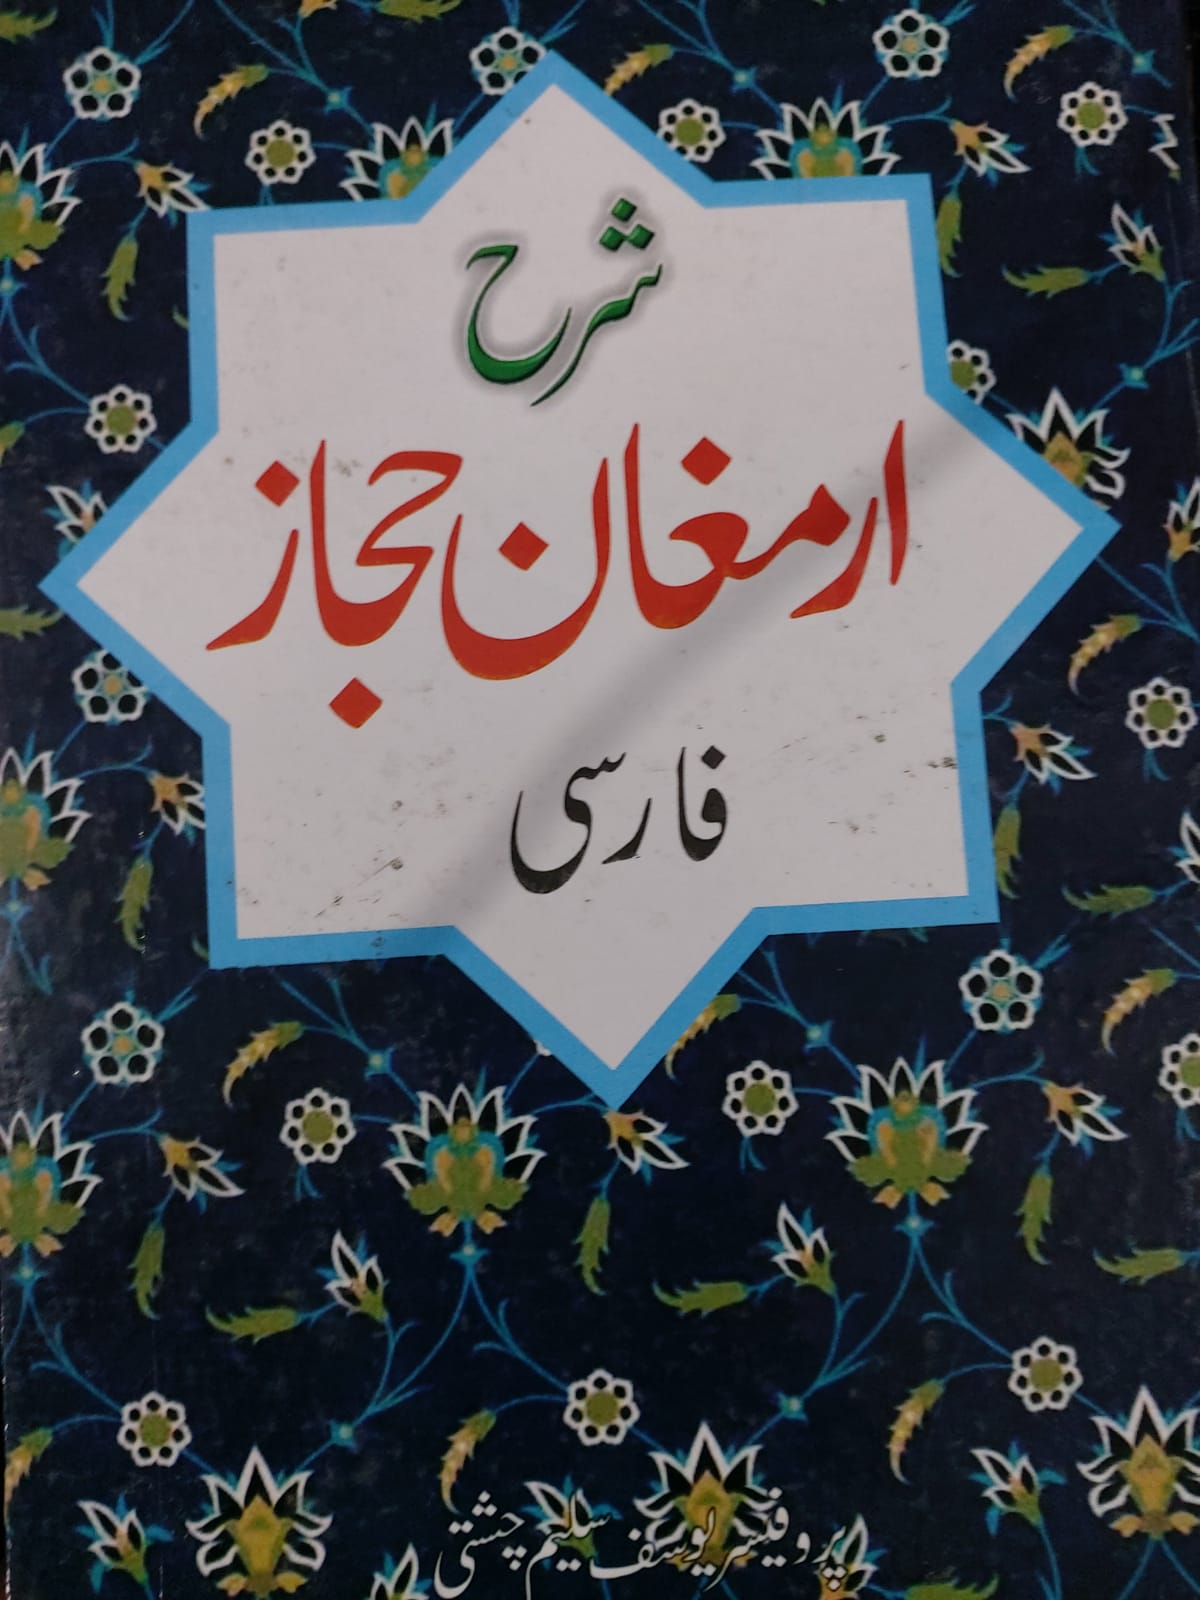 شرح
ارمغان حجاز
فارسی
پروفیسر یوسف سلیم چشتی